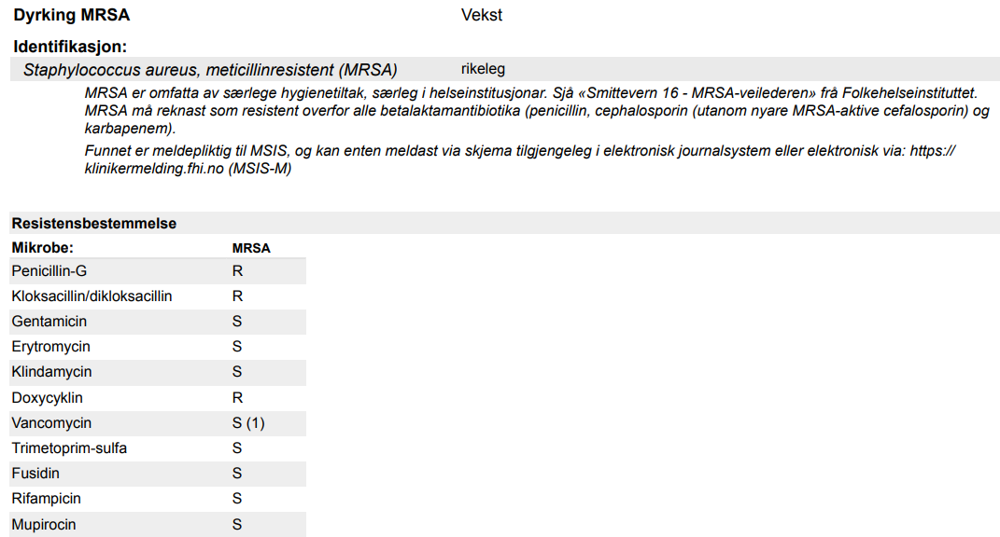 Dyrking MRSA Vekst
Identifikasjon:
Staphylococcus aureus, meticillinresistent (MRSA) rikeleg
MRSA er omfatta av særlege hygienetiltak, særleg i helseinstitusjonar. Sjå «Smittevern 16 - MRSA-veilederen» frå Folkehelseinstituttet.
MRSA må reknast som resistent overfor alle betalaktamantibiotika (penicillin, cephalosporin (utanom nyare MRSA-aktive cefalosporin) og
karbapenem).
Funnet er meldepliktig til MSIS, og kan enten meldast via skjema tilgjengeleg i elektronisk journalsystem eller elektronisk via: https://
klinikermelding.fhi.no (MSIS-M)
Resistensbestemmelse
Mikrobe: MRSA
Penicillin-G R
Kloksacillin/dikloksacillin R
Gentamicin S
Erytromycin S
Klindamycin S
Doxycyklin R
Vancomycin S (1)
Trimetoprim-sulfa S
Fusidin S
Rifampicin S
Mupirocin S